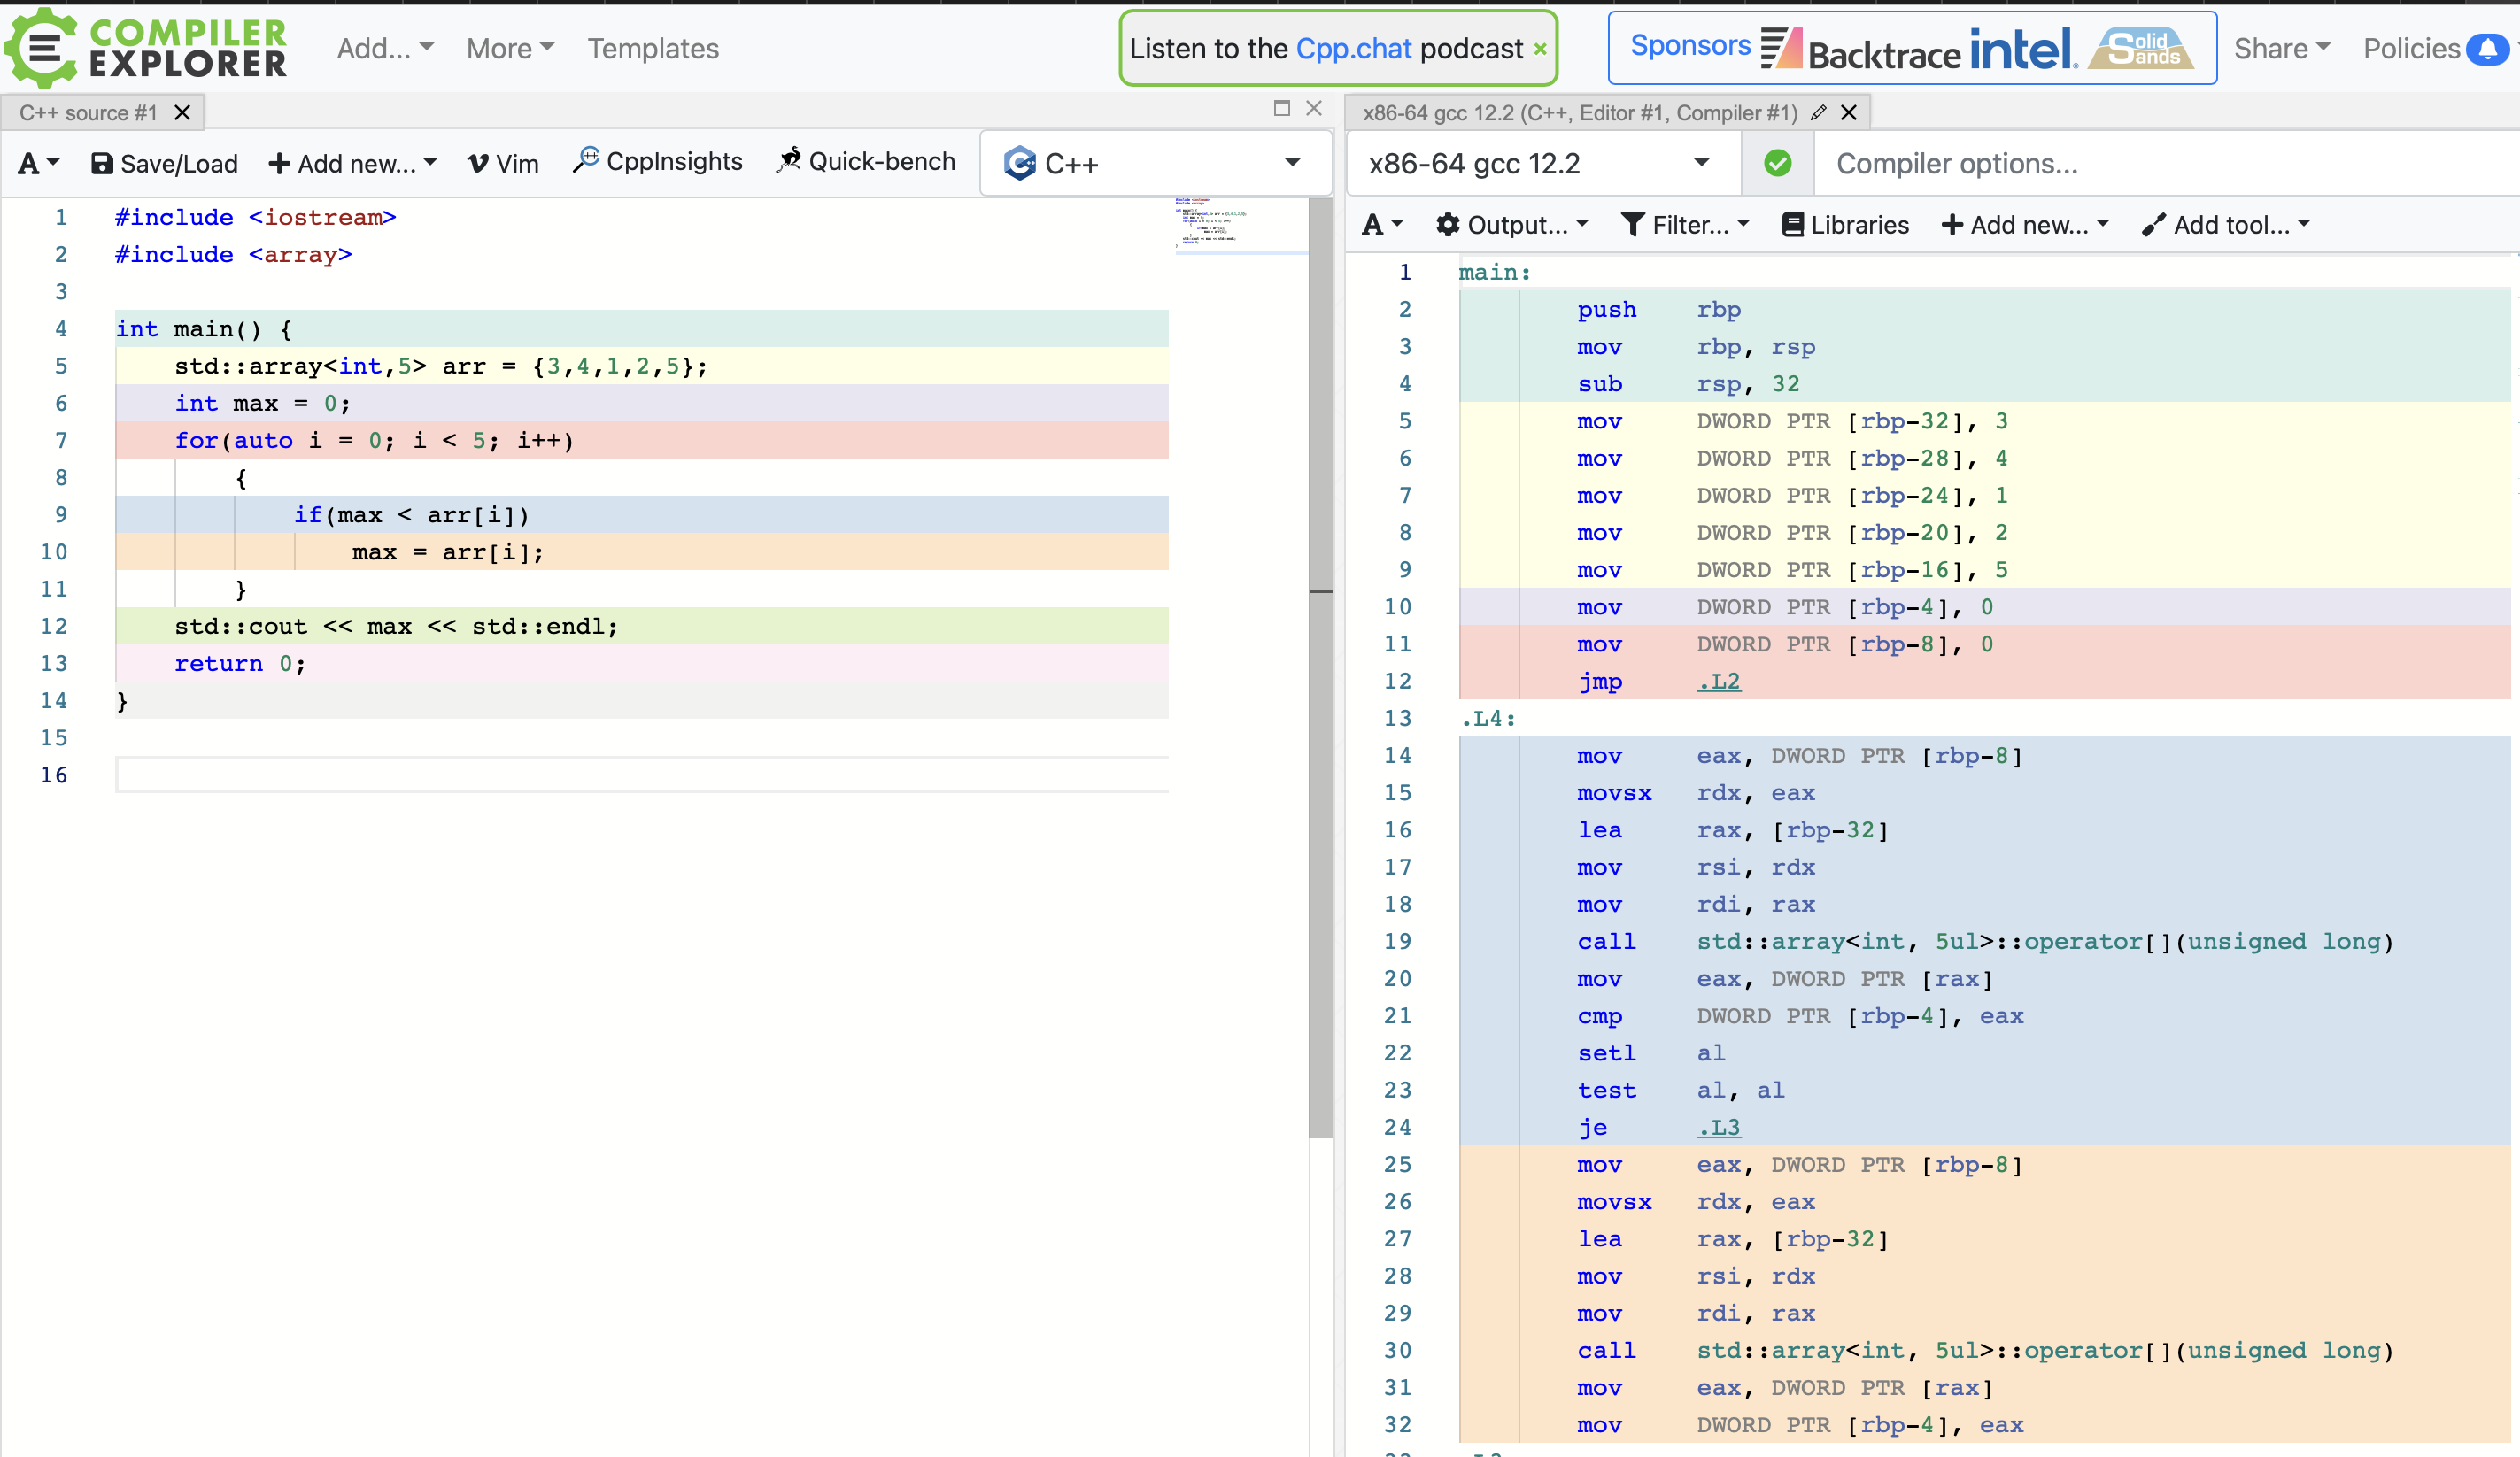 COMPILER EXPLORER Add... More Templates Listen to the Cpp.chat podcast × Sponsors Backtrace intel. Solid Sands Share Policies
C++ source #1
A Save/Load + Add new... Vim CppInsights Quick-bench C++
1 #include <iostream>
2 #include <array>
3
4 int main() {
5 std::array<int,5> arr = {3,4,1,2,5};
6 int max = 0;
7 for(auto i = 0; i < 5; i++)
8 {
9 if(max < arr[i])
10 max = arr[i];
11 }
12 std::cout << max << std::endl;
13 return 0;
14 }
15
16
x86-64 gcc 12.2 (C++, Editor #1, Compiler #1)
x86-64 gcc 12.2 Compiler options...
A Output... Filter... Libraries + Add new... Add tool...
1 main:
2 push rbp
3 mov rbp, rsp
4 sub rsp, 32
5 mov DWORD PTR [rbp-32], 3
6 mov DWORD PTR [rbp-28], 4
7 mov DWORD PTR [rbp-24], 1
8 mov DWORD PTR [rbp-20], 2
9 mov DWORD PTR [rbp-16], 5
10 mov DWORD PTR [rbp-4], 0
11 mov DWORD PTR [rbp-8], 0
12 jmp .L2
13 .L4:
14 mov eax, DWORD PTR [rbp-8]
15 movsx rdx, eax
16 lea rax, [rbp-32]
17 mov rsi, rdx
18 mov rdi, rax
19 call std::array<int, 5ul>::operator[](unsigned long)
20 mov eax, DWORD PTR [rax]
21 cmp DWORD PTR [rbp-4], eax
22 setl al
23 test al, al
24 je .L3
25 mov eax, DWORD PTR [rbp-8]
26 movsx rdx, eax
27 lea rax, [rbp-32]
28 mov rsi, rdx
29 mov rdi, rax
30 call std::array<int, 5ul>::operator[](unsigned long)
31 mov eax, DWORD PTR [rax]
32 mov DWORD PTR [rbp-4], eax